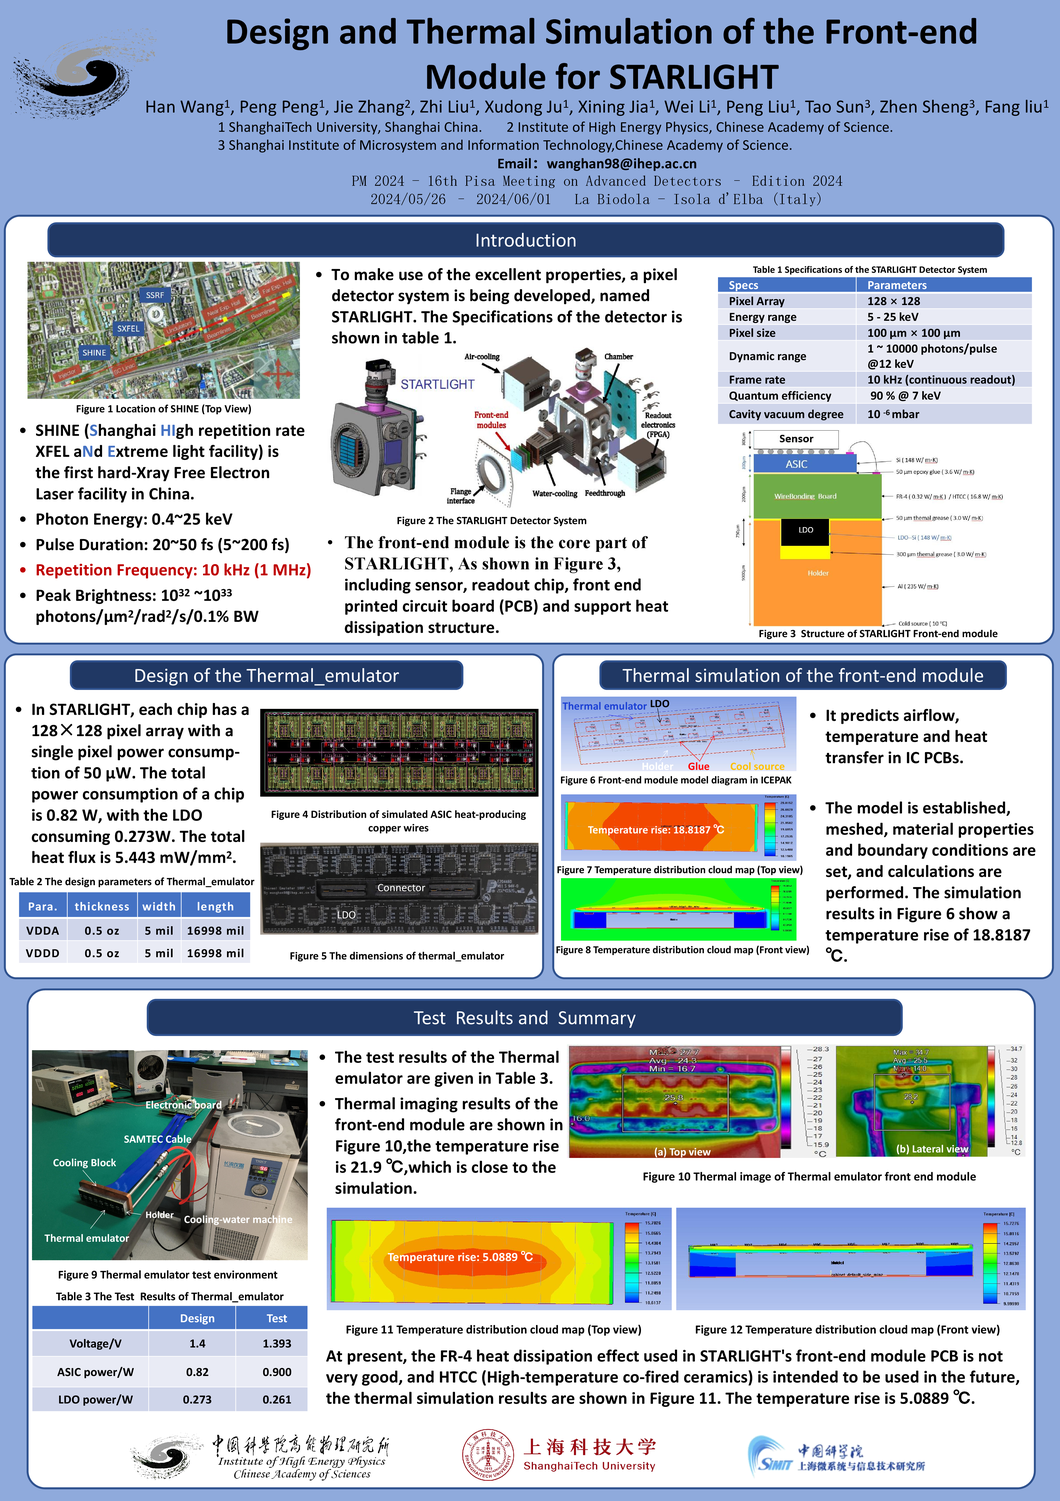 Design and Thermal Simulation of the Front-end
Module for STARLIGHT
Han Wang¹, Peng Peng¹, Jie Zhang², Zhi Liu¹, Xudong Ju¹, Xining Jia¹, Wei Li¹, Peng Liu¹, Tao Sun³, Zhen Sheng³, Fang liu¹
1 ShanghaiTech University, Shanghai China. 2 Institute of High Energy Physics, Chinese Academy of Science.
3 Shanghai Institute of Microsystem and Information Technology,Chinese Academy of Science.
Email：wanghan98@ihep.ac.cn
PM 2024 – 16th Pisa Meeting on Advanced Detectors – Edition 2024
2024/05/26 – 2024/06/01 La Biodola – Isola d'Elba (Italy)
Introduction
SSRF
SXFEL
SHINE
Figure 1 Location of SHINE (Top View)
• SHINE (Shanghai HIgh repetition rate
XFEL aNd Extreme light facility) is
the first hard-Xray Free Electron
Laser facility in China.
• Photon Energy: 0.4~25 keV
• Pulse Duration: 20~50 fs (5~200 fs)
• Repetition Frequency: 10 kHz (1 MHz)
• Peak Brightness: 10³² ~10³³
photons/μm²/rad²/s/0.1% BW
• To make use of the excellent properties, a pixel
detector system is being developed, named
STARLIGHT. The Specifications of the detector is
shown in table 1.
STARTLIGHT
Air-cooling
Chamber
Front-end
modules
Readout
electronics
(FPGA)
Flange
interface
Water-cooling
Feedthrough
Figure 2 The STARLIGHT Detector System
• The front-end module is the core part of
STARLIGHT, As shown in Figure 3,
including sensor, readout chip, front end
printed circuit board (PCB) and support heat
dissipation structure.
Table 1 Specifications of the STARLIGHT Detector System
Specs Parameters
Pixel Array 128 × 128
Energy range 5 - 25 keV
Pixel size 100 μm × 100 μm
Dynamic range 1 ~ 10000 photons/pulse
@12 keV
Frame rate 10 kHz (continuous readout)
Quantum efficiency 90 % @ 7 keV
Cavity vacuum degree 10 ⁻⁶ mbar
Sensor
ASIC
WireBonding Board
LDO
Holder
Si ( 148 W/ m·K)
50 μm epoxy glue ( 3.6 W/ m·K)
FR-4 ( 0.32 W/ m·K) / HTCC ( 16.8 W/ m·K)
50 μm thermal grease ( 3.0 W/ m·K)
LDO–Si ( 148 W/ m·K)
300 μm thermal grease ( 3.0 W/ m·K)
Al ( 235 W/ m·K)
Cold source ( 10 °C)
Figure 3 Structure of STARLIGHT Front-end module
Design of the Thermal_emulator
• In STARLIGHT, each chip has a
128×128 pixel array with a
single pixel power consump-
tion of 50 μW. The total
power consumption of a chip
is 0.82 W, with the LDO
consuming 0.273W. The total
heat flux is 5.443 mW/mm².
Table 2 The design parameters of Thermal_emulator
Para. thickness width length
VDDA 0.5 oz 5 mil 16998 mil
VDDD 0.5 oz 5 mil 16998 mil
Figure 4 Distribution of simulated ASIC heat-producing
copper wires
Connector
LDO
Figure 5 The dimensions of thermal_emulator
Thermal simulation of the front-end module
Thermal emulator LDO
Holder Glue Cool source
Figure 6 Front-end module model diagram in ICEPAK
Temperature rise: 18.8187 ℃
Figure 7 Temperature distribution cloud map (Top view)
Figure 8 Temperature distribution cloud map (Front view)
• It predicts airflow,
temperature and heat
transfer in IC PCBs.
• The model is established,
meshed, material properties
and boundary conditions are
set, and calculations are
performed. The simulation
results in Figure 6 show a
temperature rise of 18.8187
℃.
Test Results and Summary
Electronic board
SAMTEC Cable
Cooling Block
Holder
Cooling-water machine
Thermal emulator
Figure 9 Thermal emulator test environment
Table 3 The Test Results of Thermal_emulator
Design Test
Voltage/V 1.4 1.393
ASIC power/W 0.82 0.900
LDO power/W 0.273 0.261
• The test results of the Thermal
emulator are given in Table 3.
• Thermal imaging results of the
front-end module are shown in
Figure 10,the temperature rise
is 21.9 ℃,which is close to the
simulation.
Min = 16.7
(a) Top view
(b) Lateral view
Figure 10 Thermal image of Thermal emulator front end module
Temperature rise: 5.0889 ℃
Figure 11 Temperature distribution cloud map (Top view)
Figure 12 Temperature distribution cloud map (Front view)
At present, the FR-4 heat dissipation effect used in STARLIGHT's front-end module PCB is not
very good, and HTCC (High-temperature co-fired ceramics) is intended to be used in the future,
the thermal simulation results are shown in Figure 11. The temperature rise is 5.0889 ℃.
中国科学院高能物理研究所
Institute of High Energy Physics
Chinese Academy of Sciences
上海科技大学
ShanghaiTech University
SIMIT
中国科学院
上海微系统与信息技术研究所